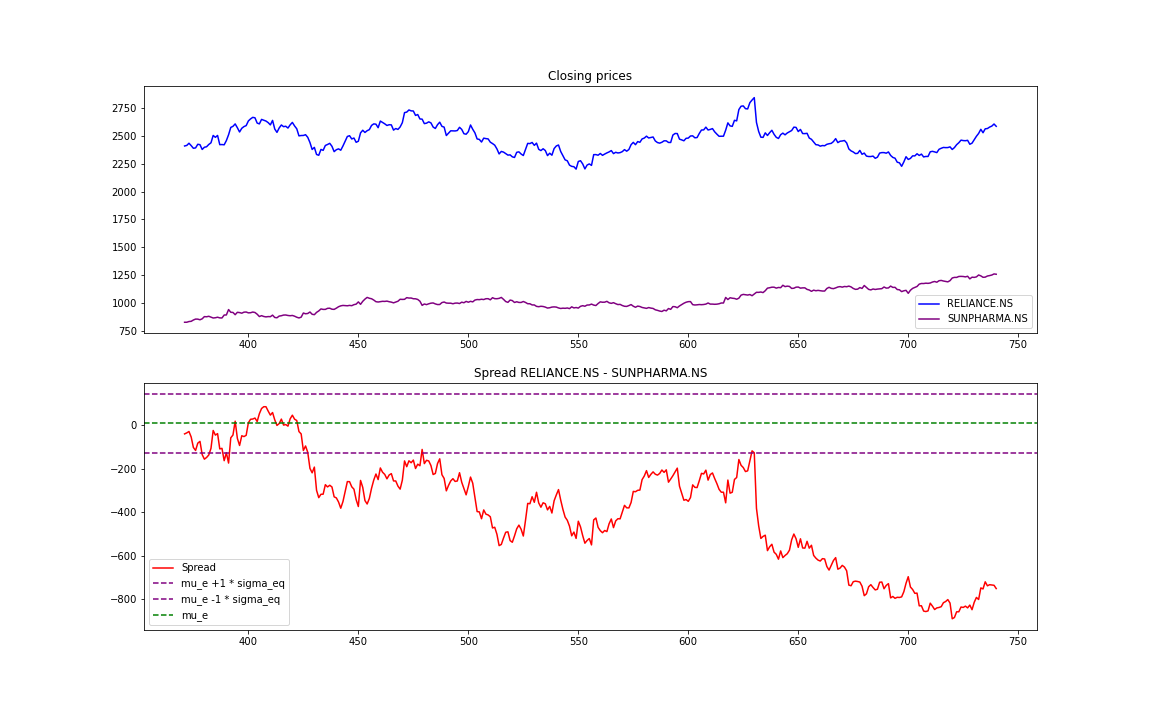 Closing prices
2750
2500
2250
2000
1750
1500
1250
1000
750
RELIANCE.NS
SUNPHARMA.NS
400 450 500 550 600 650 700 750
Spread RELIANCE.NS - SUNPHARMA.NS
0
−200
−400
−600
−800
Spread
mu_e +1 * sigma_eq
mu_e -1 * sigma_eq
mu_e
400 450 500 550 600 650 700 750